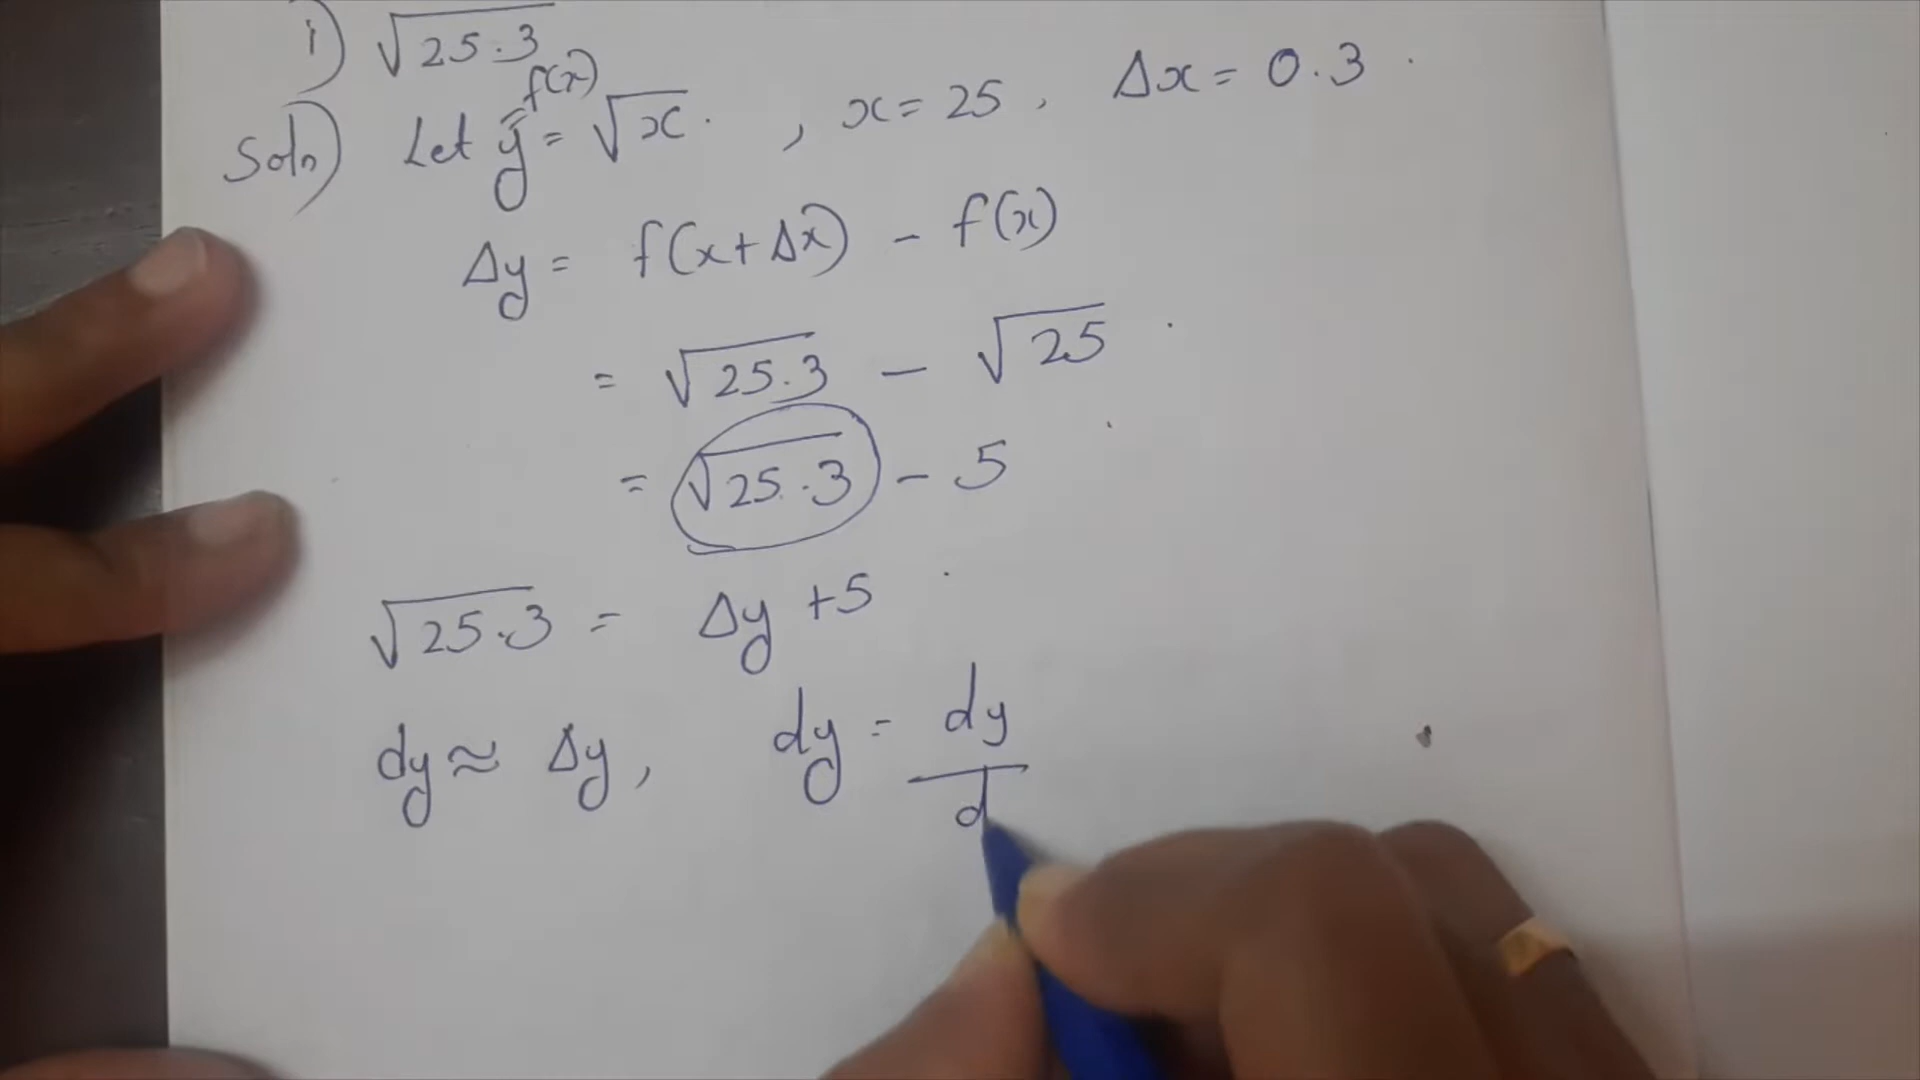 i) √25.3
Soln) Let y = f(x) = √x. , x = 25, Δx = 0.3.
Δy = f(x+Δx) - f(x)
= √25.3 - √25
= √25.3 - 5
√25.3 = Δy + 5
dy ≈ Δy, dy = dy/d